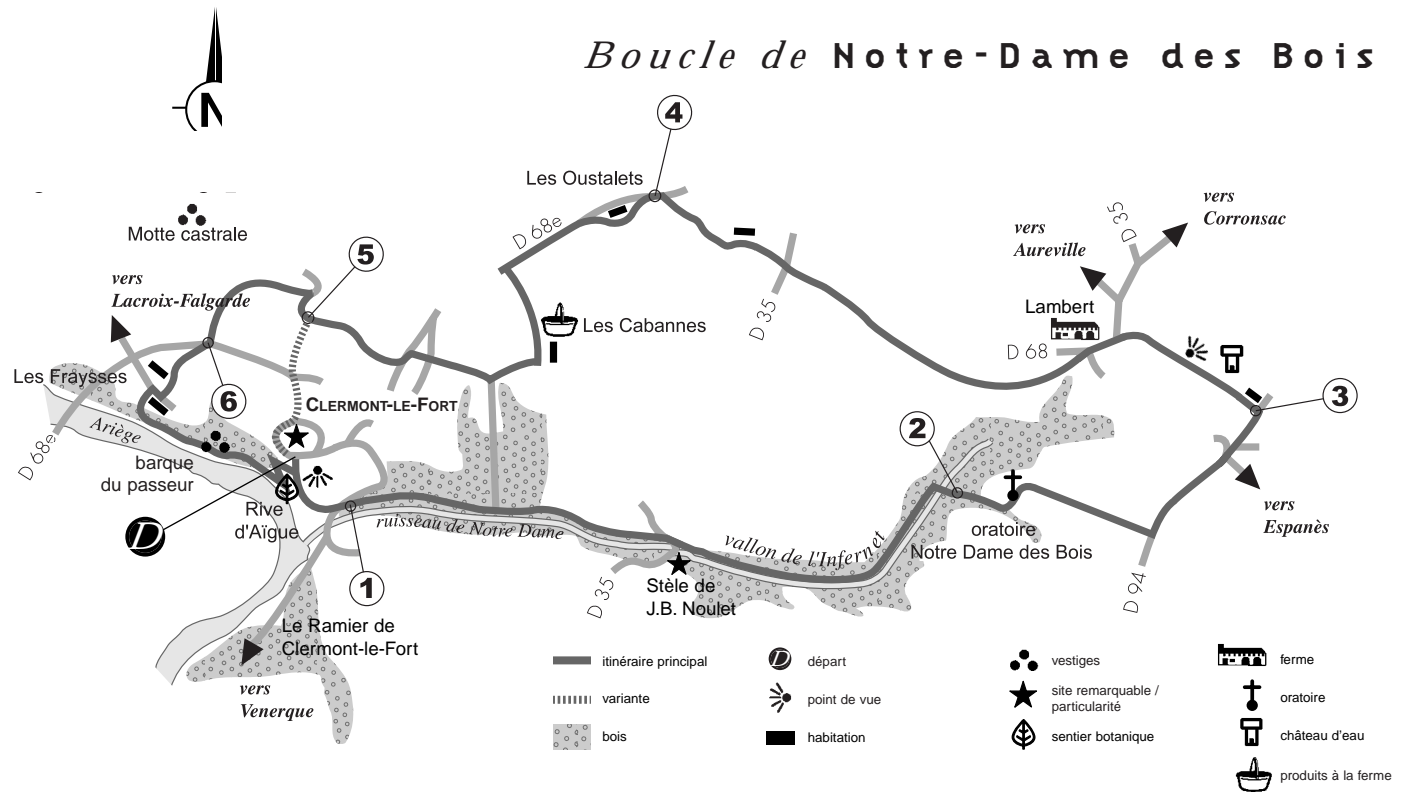 Boucle de Notre-Dame des Bois
N
4
Les Oustalets
D 68e
D 35
vers
Corronsac
vers
Aureville
Motte castrale
5
vers
Lacroix-Falgarde
Lambert
D 68
Les Cabannes
D 35
Les Fraysses
6
CLERMONT-LE-FORT
3
2
Ariège
D 68e
barque
du passeur
Rive
d'Aïgue
D
ruisseau de Notre Dame
vallon de l'Infernet
oratoire
Notre Dame des Bois
vers
Espanès
1
D 35
Stèle de
J.B. Noulet
D 94
Le Ramier de
Clermont-le-Fort
vers
Venerque
itinéraire principal
variante
bois
D
départ
point de vue
habitation
vestiges
site remarquable /
particularité
sentier botanique
ferme
oratoire
château d'eau
produits à la ferme